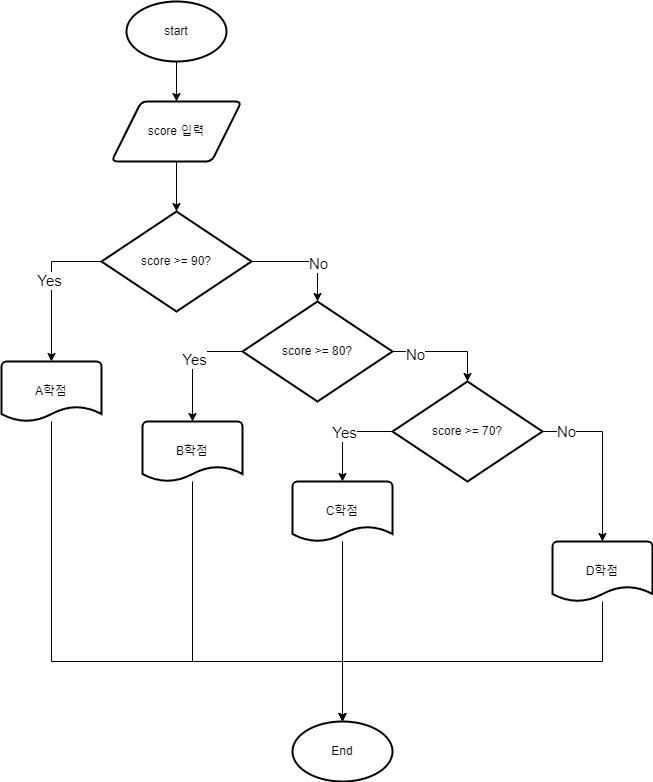 start
score 입력
score >= 90?
Yes
No
score >= 80?
Yes
No
A학점
score >= 70?
Yes
No
B학점
C학점
D학점
End